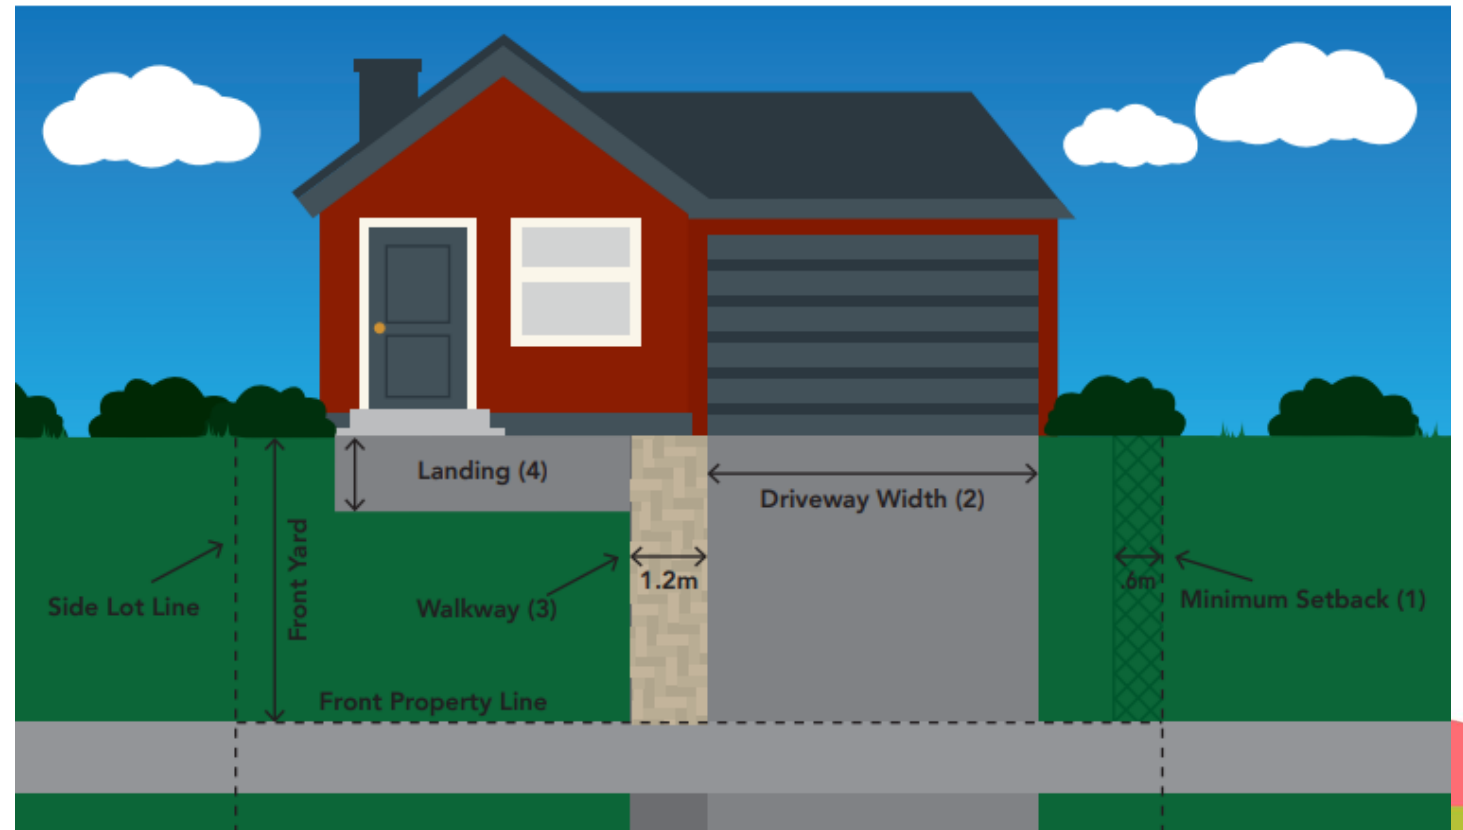 Landing (4)
Driveway Width (2)
Front Yard
1.2m
.6m
Side Lot Line
Walkway (3)
Minimum Setback (1)
Front Property Line